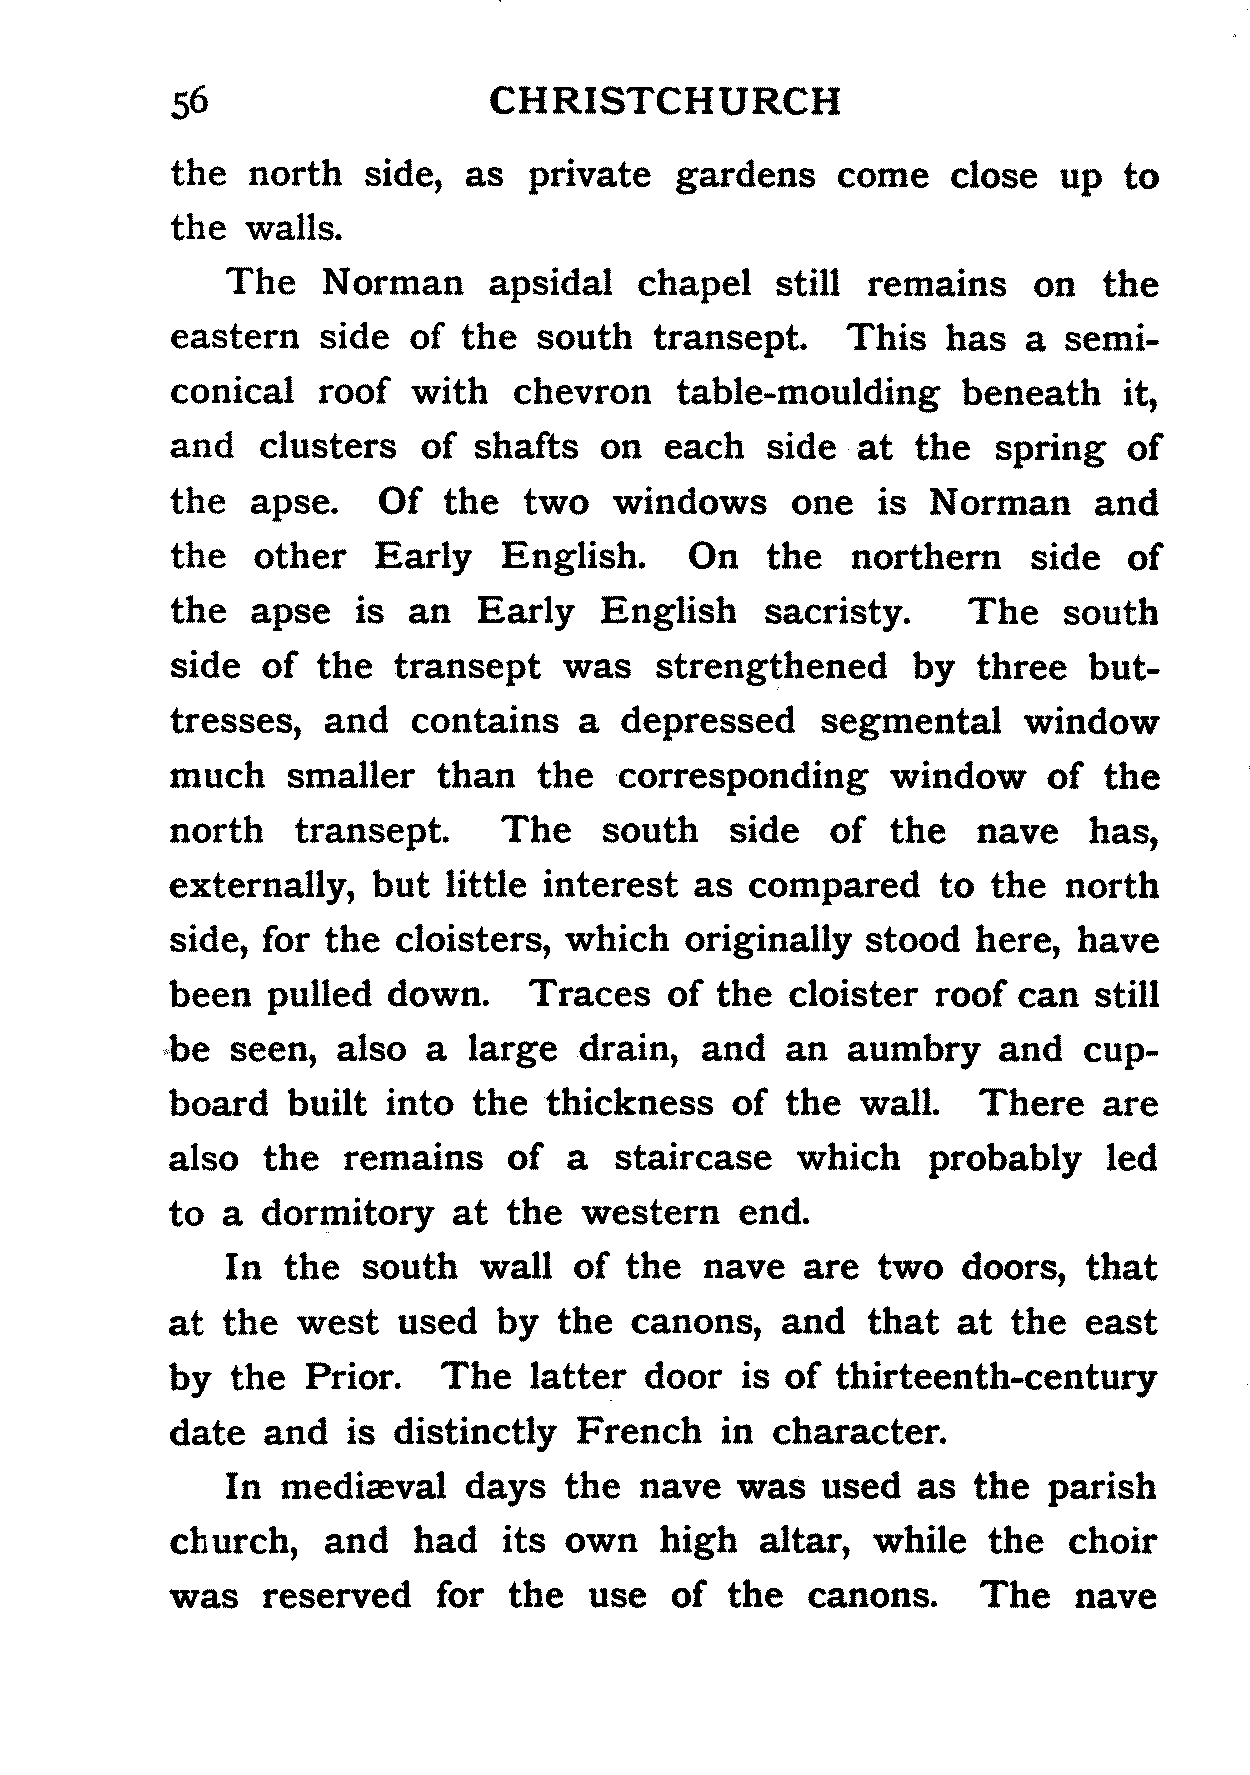 56 CHRISTCHURCH
the north side, as private gardens come close up to
the walls.
The Norman apsidal chapel still remains on the
eastern side of the south transept. This has a semi-
conical roof with chevron table-moulding beneath it,
and clusters of shafts on each side at the spring of
the apse. Of the two windows one is Norman and
the other Early English. On the northern side of
the apse is an Early English sacristy. The south
side of the transept was strengthened by three but-
tresses, and contains a depressed segmental window
much smaller than the corresponding window of the
north transept. The south side of the nave has,
externally, but little interest as compared to the north
side, for the cloisters, which originally stood here, have
been pulled down. Traces of the cloister roof can still
be seen, also a large drain, and an aumbry and cup-
board built into the thickness of the wall. There are
also the remains of a staircase which probably led
to a dormitory at the western end.
In the south wall of the nave are two doors, that
at the west used by the canons, and that at the east
by the Prior. The latter door is of thirteenth-century
date and is distinctly French in character.
In mediæval days the nave was used as the parish
church, and had its own high altar, while the choir
was reserved for the use of the canons. The nave